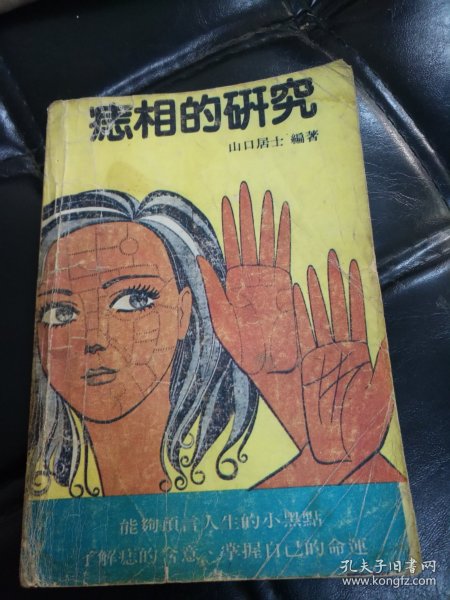 痣相的研究
山口居士 編著
能夠預言人生的小黑點
了解痣的含意、掌握自己的命運
孔夫子旧书网
www.kongfz.com